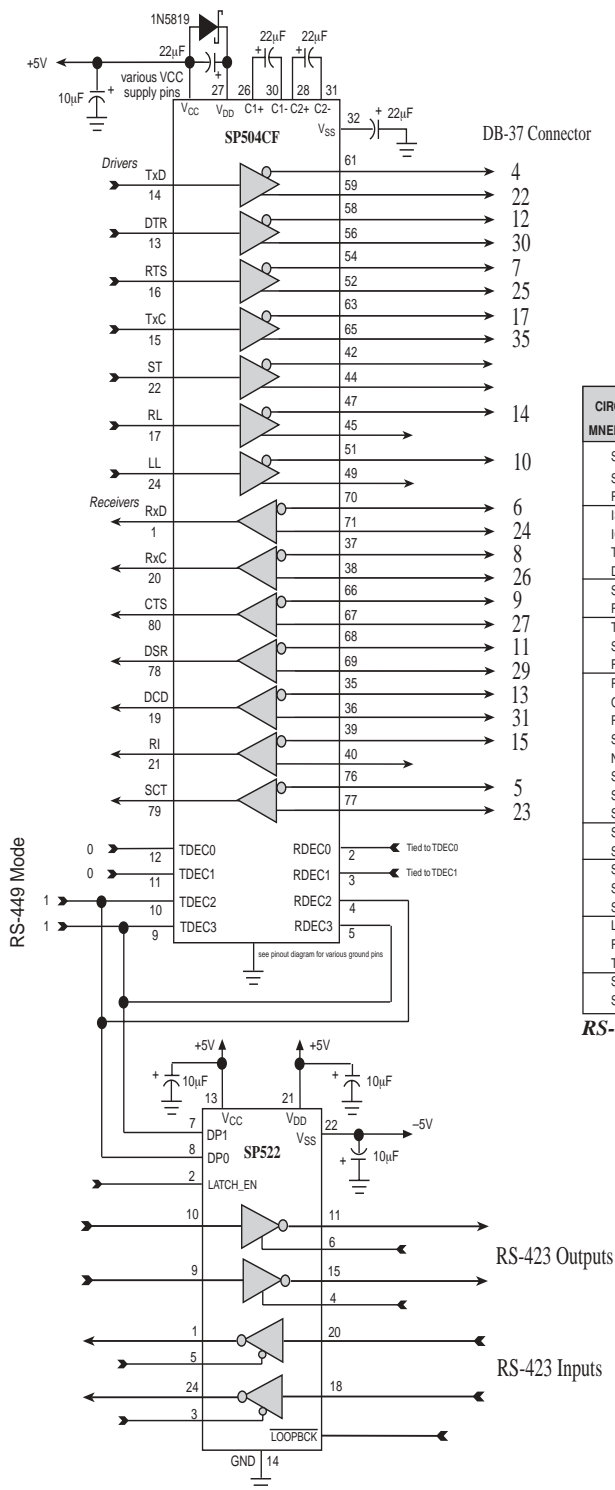 1N5819
22µF 22µF
+5V 22µF
various VCC
supply pins
10µF + + + +
27 26 30 28 31
VCC VDD C1+ C1- C2+ C2-
SP504CF
VSS 32 + 22µF
DB-37 Connector
Drivers
TxD 14 61 4
59 22
DTR 13 58 12
56 30
RTS 16 54 7
52 25
TxC 15 63 17
65 35
ST 22 42
44
RL 17 47 14
45
LL 24 51 10
49
Receivers
RxD 1 70 6
71 24
RxC 20 37 8
38 26
CTS 80 66 9
67 27
DSR 78 68 11
69 29
DCD 19 35 13
36 31
RI 21 39 15
40
SCT 79 76 5
77 23
RS-449 Mode
0 12 TDEC0 RDEC0 2 Tied to TDEC0
0 11 TDEC1 RDEC1 3 Tied to TDEC1
1 10 TDEC2 RDEC2 4
1 9 TDEC3 RDEC3 5
see pinout diagram for various ground pins
+5V +5V
+ 10µF + 10µF
13 21
VCC VDD
7 DP1 VSS 22 –5V
8 DP0 SP522 + 10µF
2 LATCH_EN
10 11
6
RS-423 Outputs
9 15
4
1 20
5
RS-423 Inputs
24 18
3
LOOPBCK
GND 14
CIR
MNE
RS-